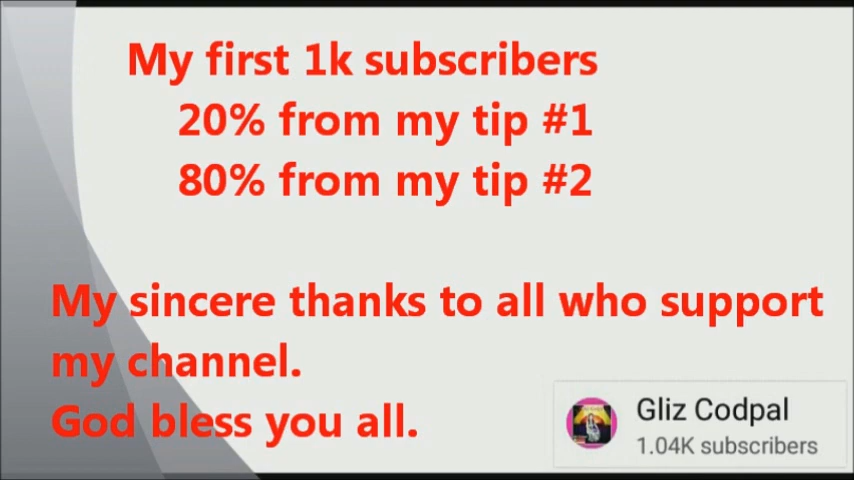 My first 1k subscribers
20% from my tip #1
80% from my tip #2
My sincere thanks to all who support
my channel.
God bless you all.
Gliz Codpal
1.04K subscribers